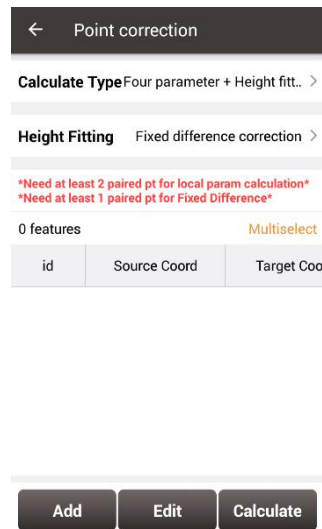 Point correction
Calculate Type Four parameter + Height fitt.. >
Height Fitting Fixed difference correction >
*Need at least 2 paired pt for local param calculation*
*Need at least 1 paired pt for Fixed Difference*
0 features Multiselect
id Source Coord Target Coo
Add Edit Calculate